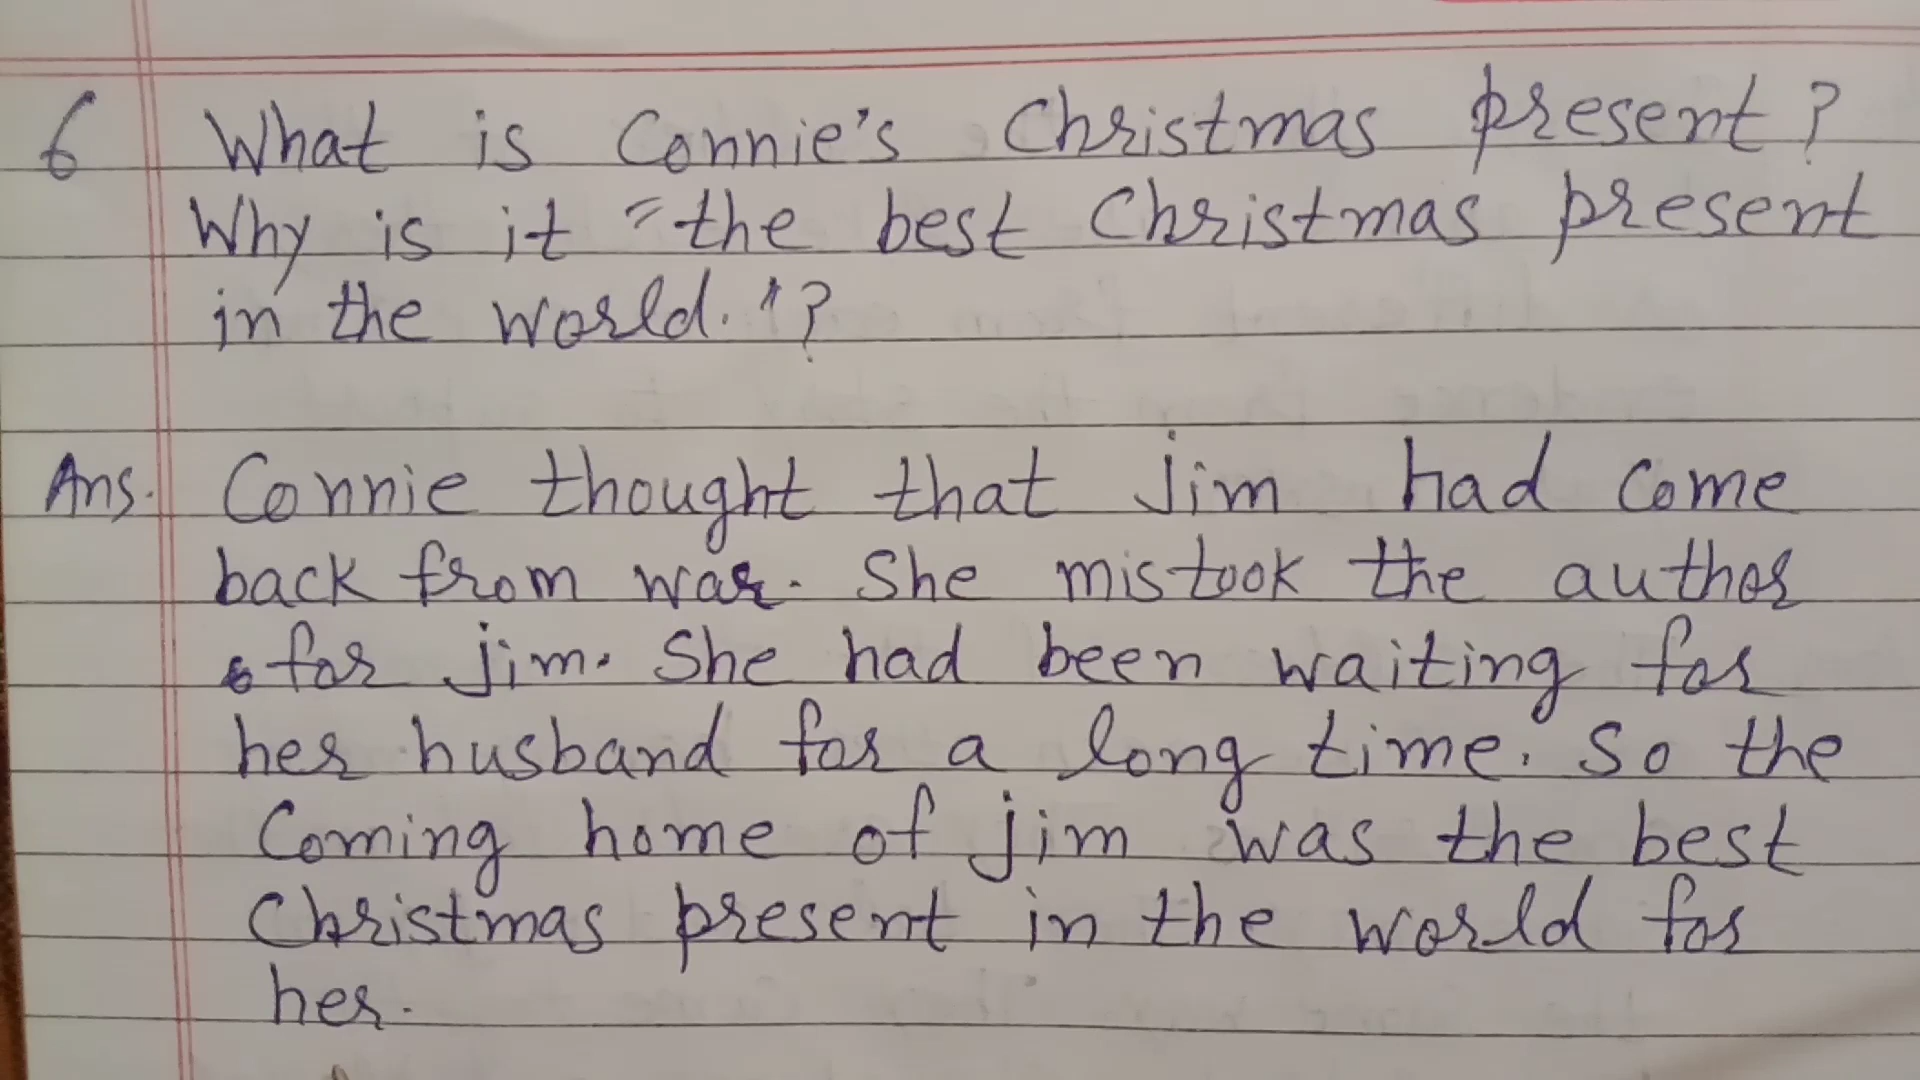 6 What is Connie's Christmas present?
Why is it "the best Christmas present
in the world."?
Ans. Connie thought that Jim had come
back from war. She mistook the author
for Jim. She had been waiting for
her husband for a long time. So the
Coming home of Jim was the best
Christmas present in the world for
her.